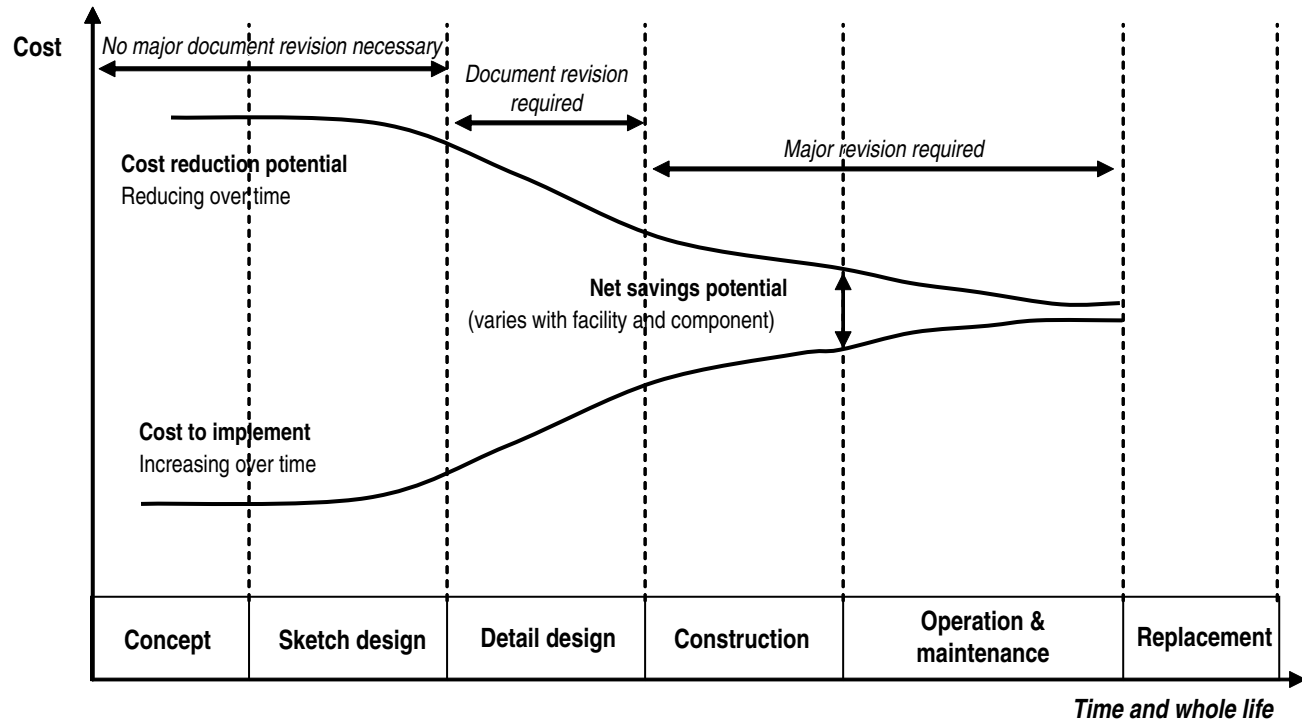 Cost
No major document revision necessary
Document revision
required
Major revision required
Cost reduction potential
Reducing over time
Net savings potential
(varies with facility and component)
Cost to implement
Increasing over time
Concept
Sketch design
Detail design
Construction
Operation &
maintenance
Replacement
Time and whole life